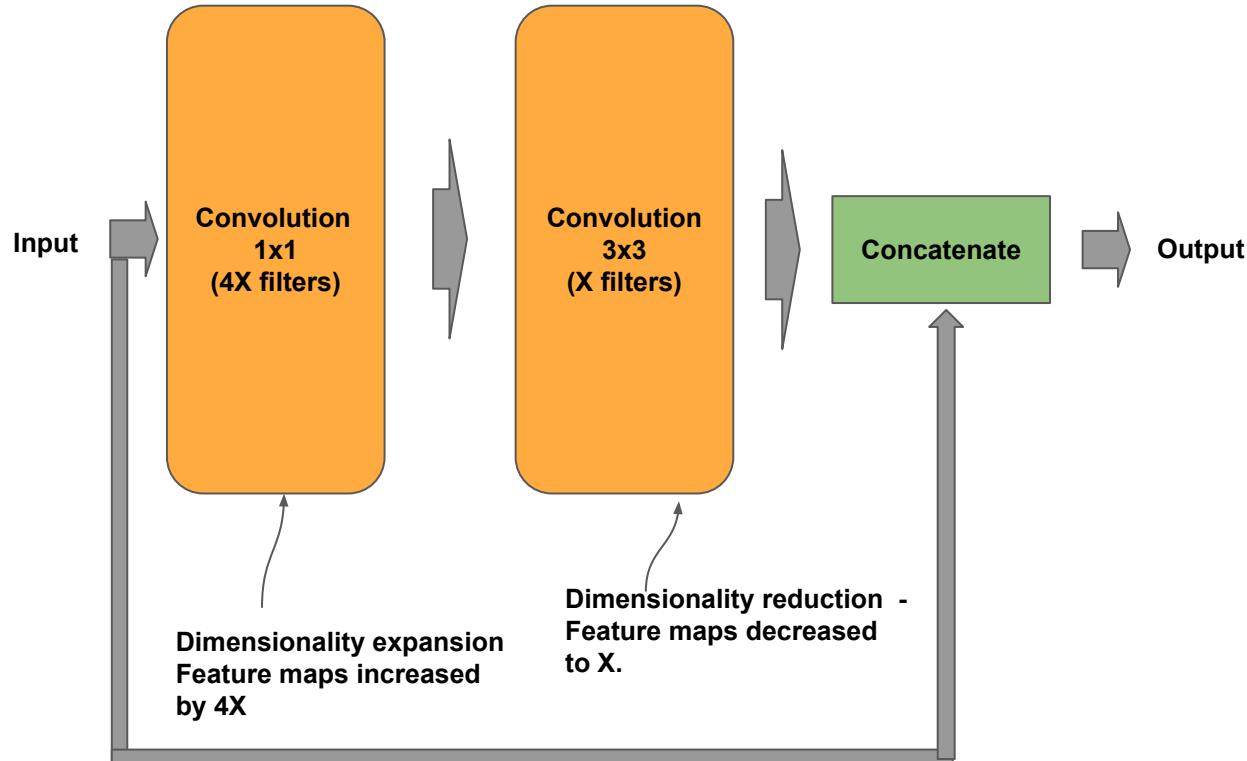 Input
Convolution
1x1
(4X filters)
Convolution
3x3
(X filters)
Concatenate
Output
Dimensionality expansion
Feature maps increased
by 4X
Dimensionality reduction -
Feature maps decreased
to X.